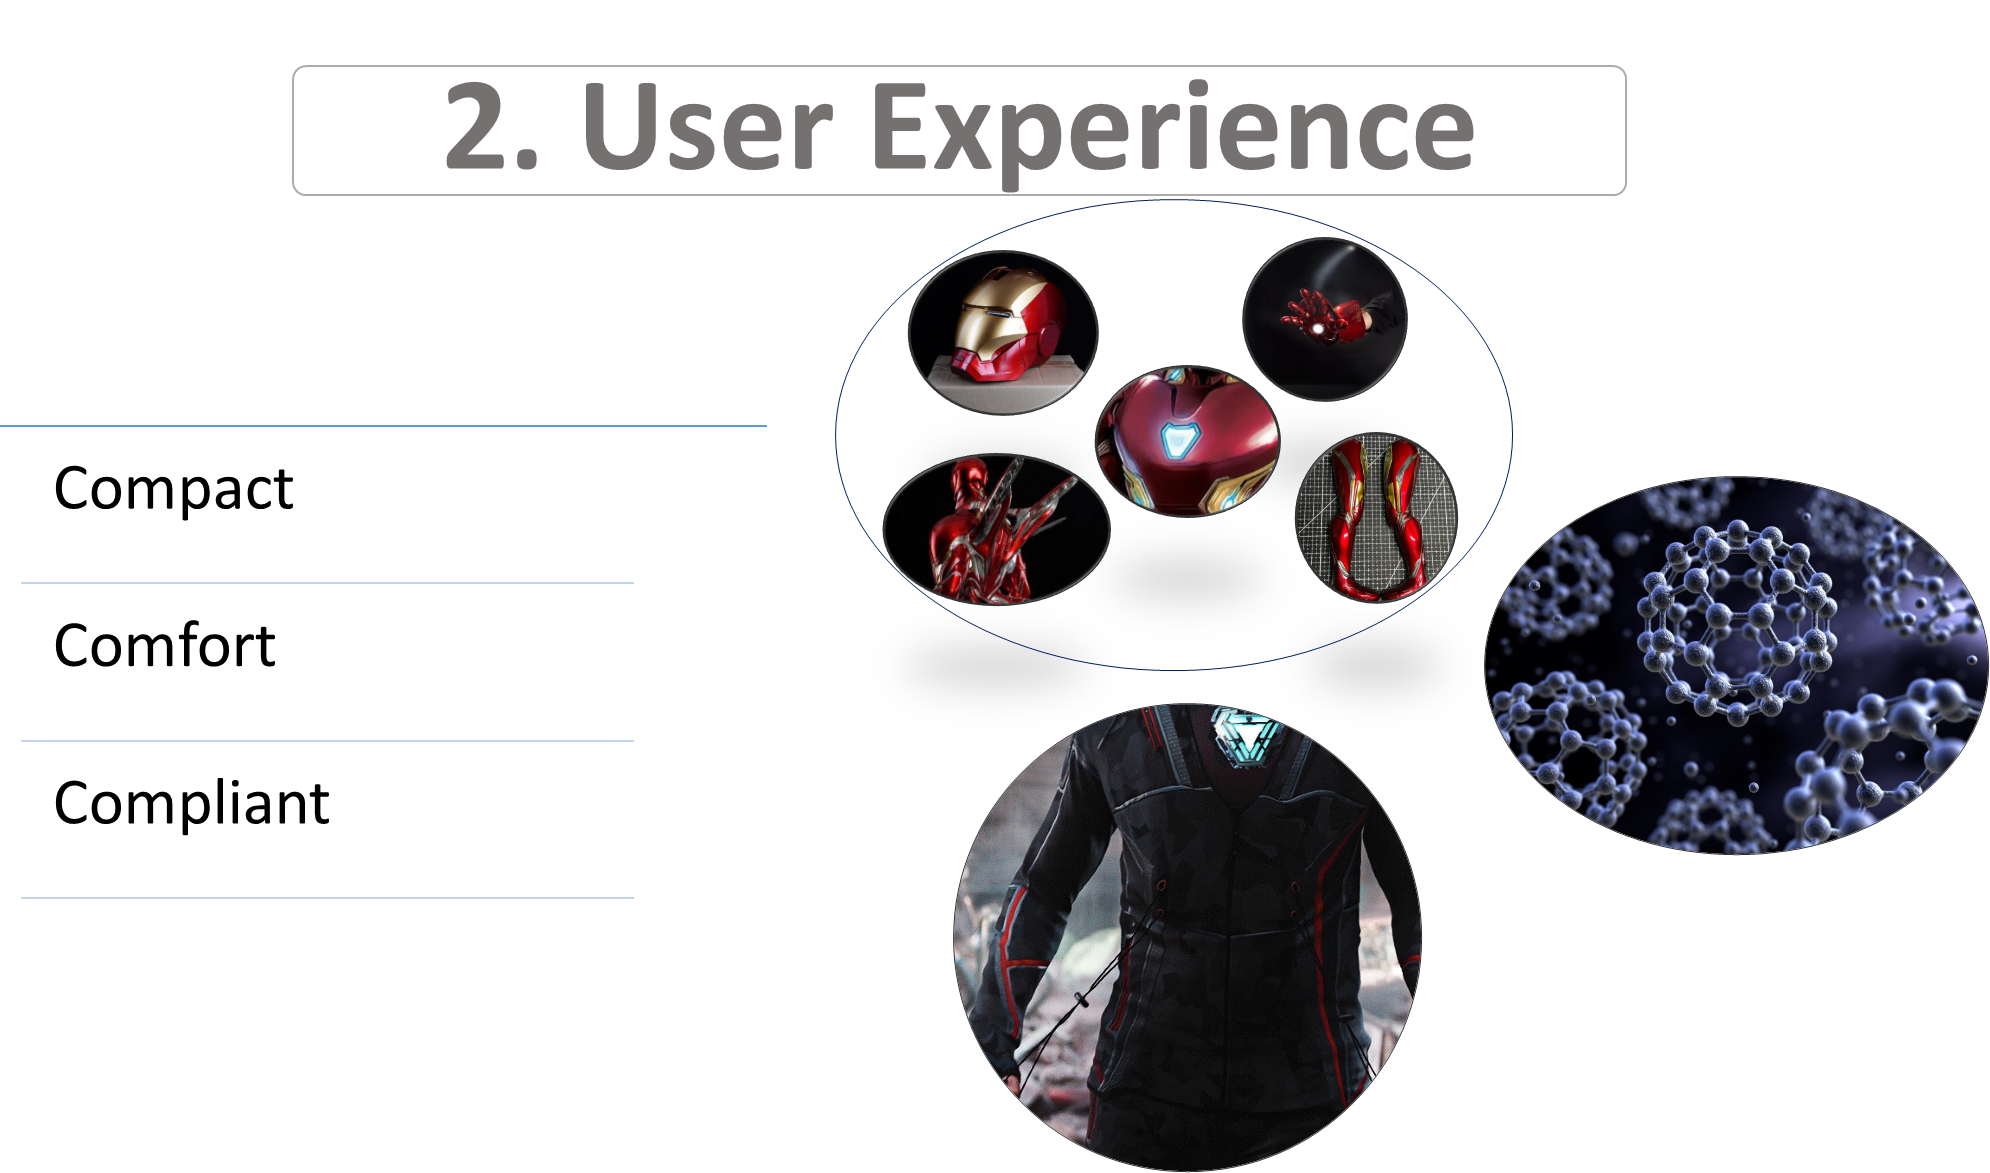 2. User Experience
Compact
Comfort
Compliant